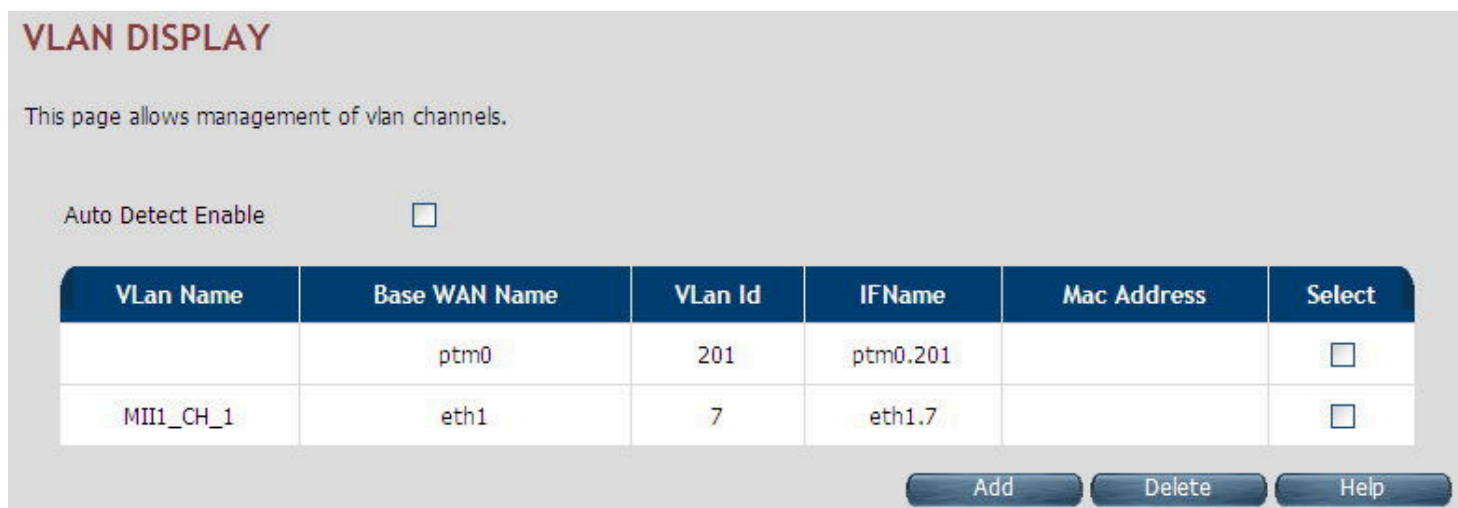 VLAN DISPLAY
This page allows management of vlan channels.
Auto Detect Enable
VLan Name Base WAN Name VLan Id IFName Mac Address Select
ptm0 201 ptm0.201
MII1_CH_1 eth1 7 eth1.7
Add Delete Help